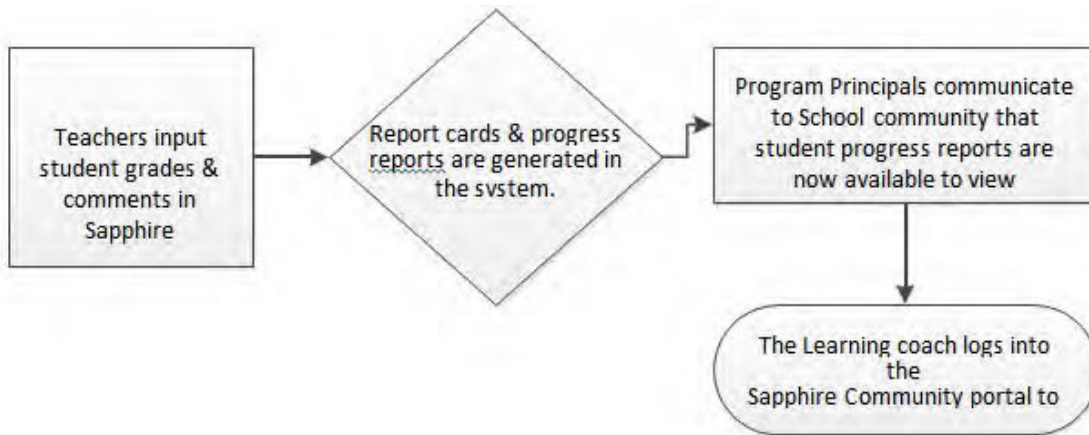 Teachers input
student grades &
comments in
Sapphire
Report cards & progress
reports are generated in
the system.
Program Principals communicate
to School community that
student progress reports are
now available to view
The Learning coach logs into
the
Sapphire Community portal to